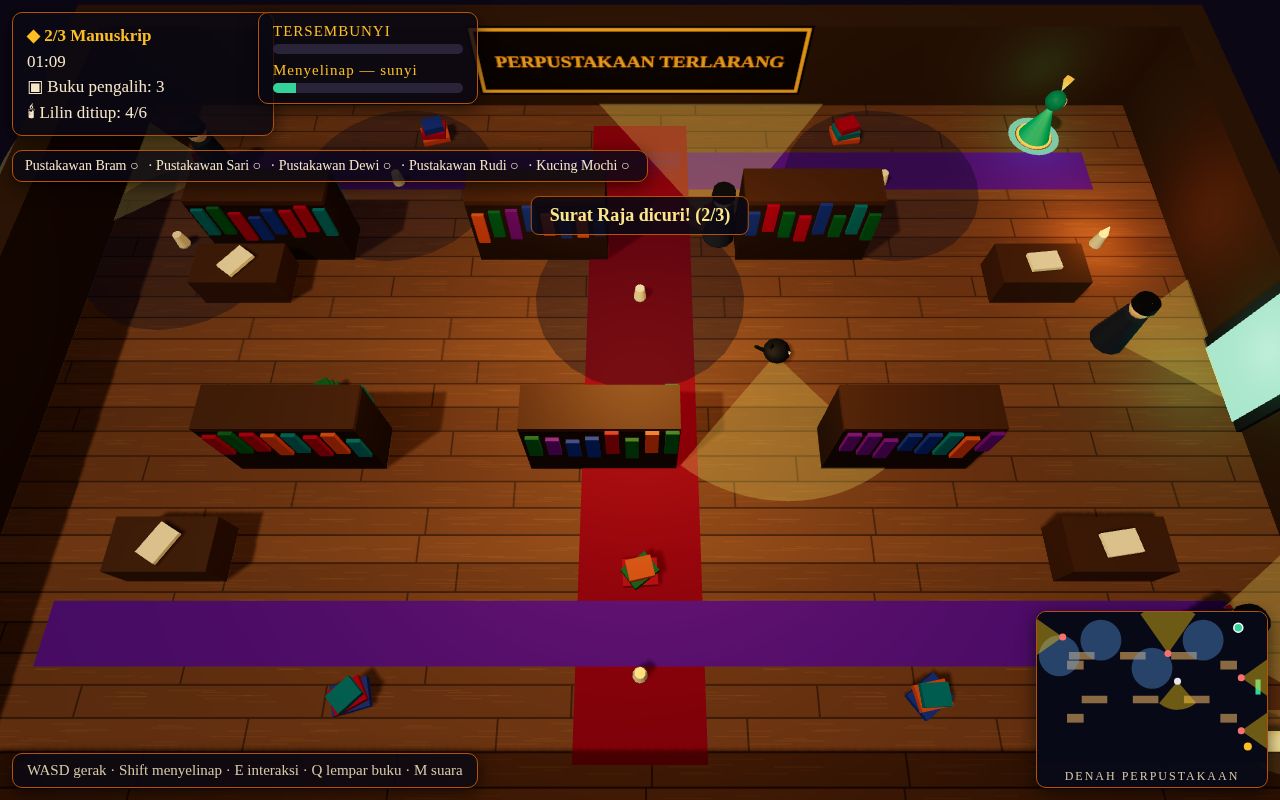 ◆ 2/3 Manuskrip
01:09
▣ Buku pengalih: 3
🕯 Lilin ditiup: 4/6
TERSEMBUNYI
Menyelinap — sunyi
PERPUSTAKAAN TERLARANG
Pustakawan Bram ○ · Pustakawan Sari ○ · Pustakawan Dewi ○ · Pustakawan Rudi ○ · Kucing Mochi ○
Surat Raja dicuri! (2/3)
WASD gerak · Shift menyelinap · E interaksi · Q lempar buku · M suara
DENAH PERPUSTAKAAN